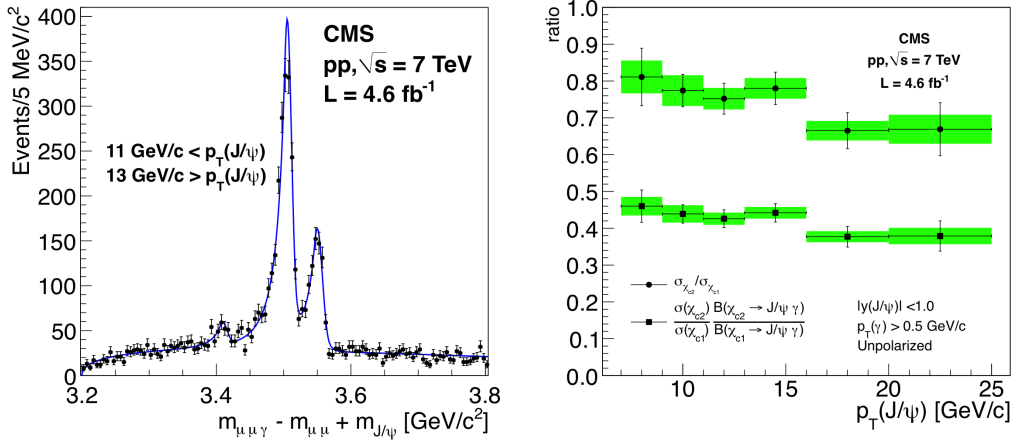 Events/5 MeV/c²
400
350
300
250
200
150
100
50
0
CMS
pp, √s = 7 TeV
L = 4.6 fb⁻¹
11 GeV/c < p_T(J/ψ)
13 GeV/c > p_T(J/ψ)
3.2 3.4 3.6 3.8
m_μμγ - m_μμ + m_J/ψ [GeV/c²]
ratio
1.0
0.9
0.8
0.7
0.6
0.5
0.4
0.3
0.2
0.1
0.0
CMS
pp, √s = 7 TeV
L = 4.6 fb⁻¹
σ_χc2/σ_χc1
σ(χ_c2) B(χ_c2 → J/ψ γ)
σ(χ_c1) B(χ_c1 → J/ψ γ)
|y(J/ψ)| <1.0
p_T(γ) > 0.5 GeV/c
Unpolarized
10 15 20 25
p_T(J/ψ) [GeV/c]